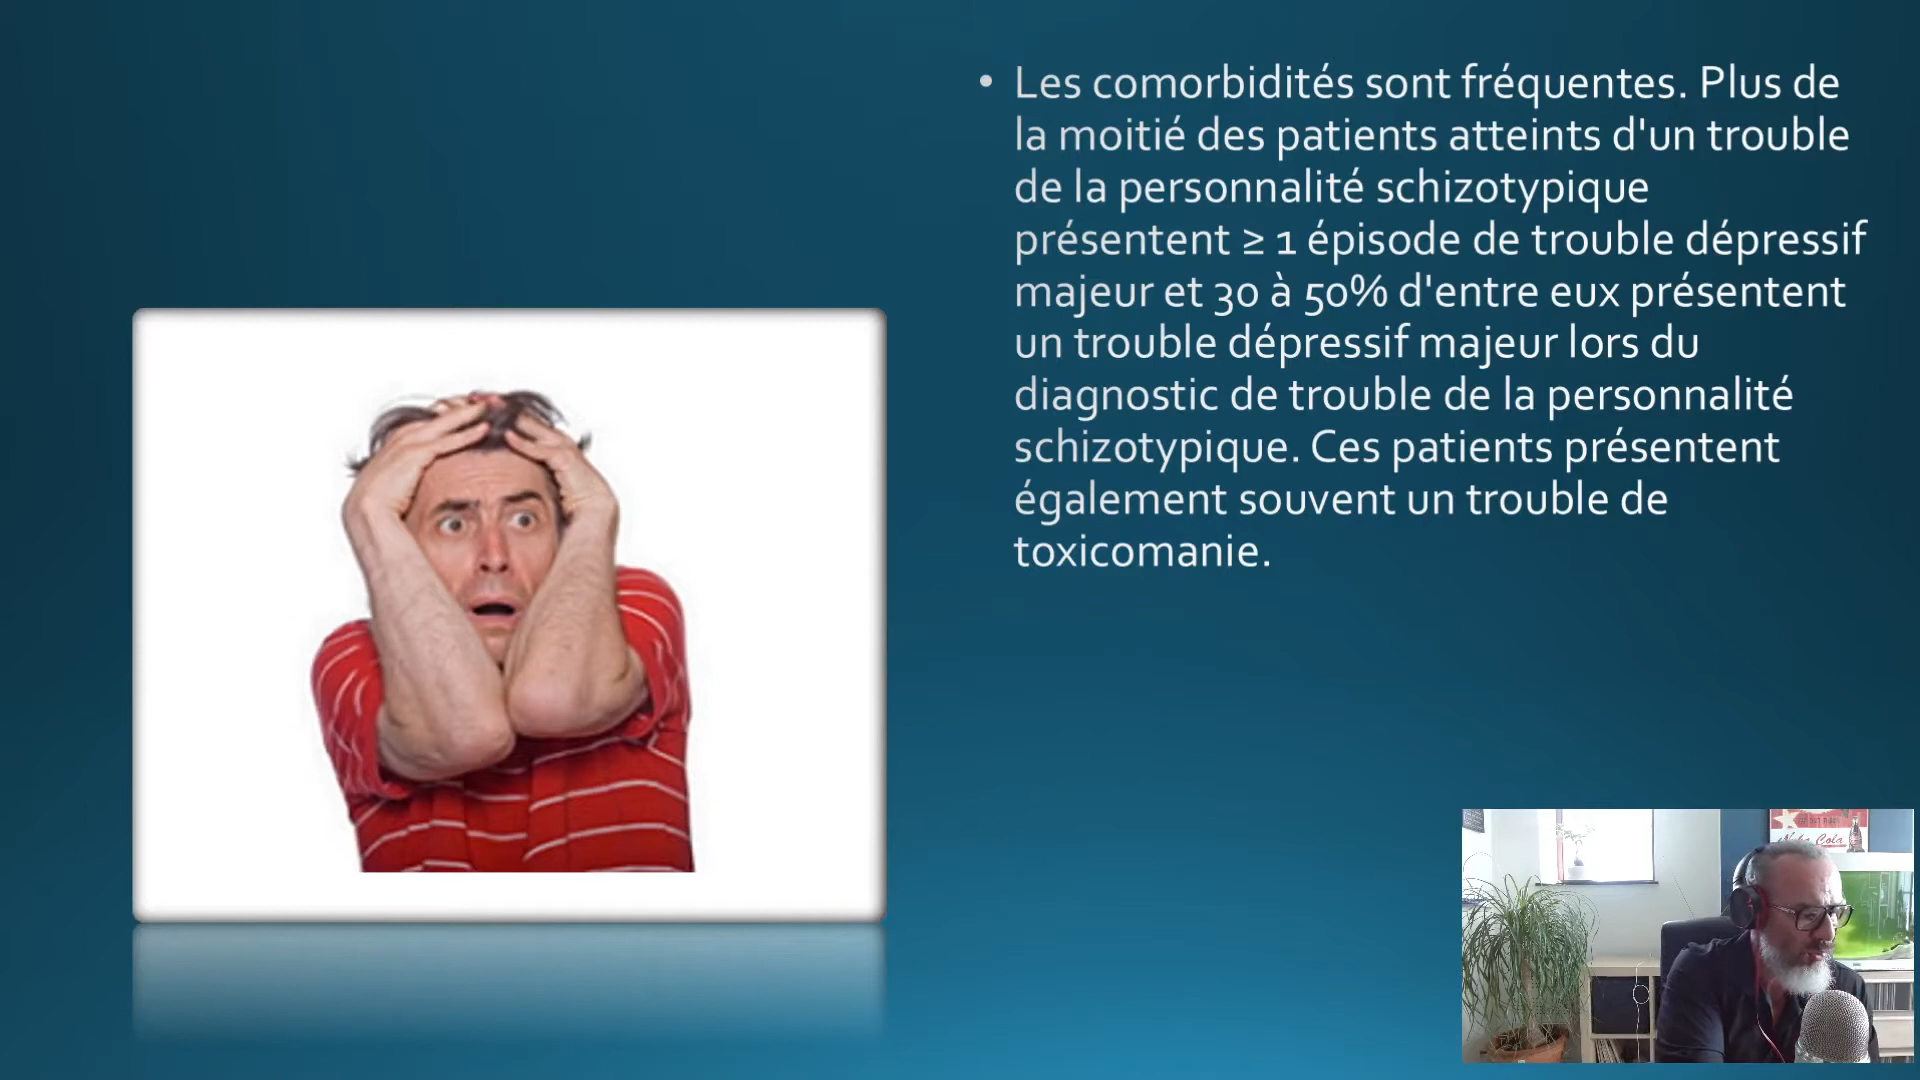 • Les comorbidités sont fréquentes. Plus de
la moitié des patients atteints d'un trouble
de la personnalité schizotypique
présentent ≥ 1 épisode de trouble dépressif
majeur et 30 à 50% d'entre eux présentent
un trouble dépressif majeur lors du
diagnostic de trouble de la personnalité
schizotypique. Ces patients présentent
également souvent un trouble de
toxicomanie.
Cola